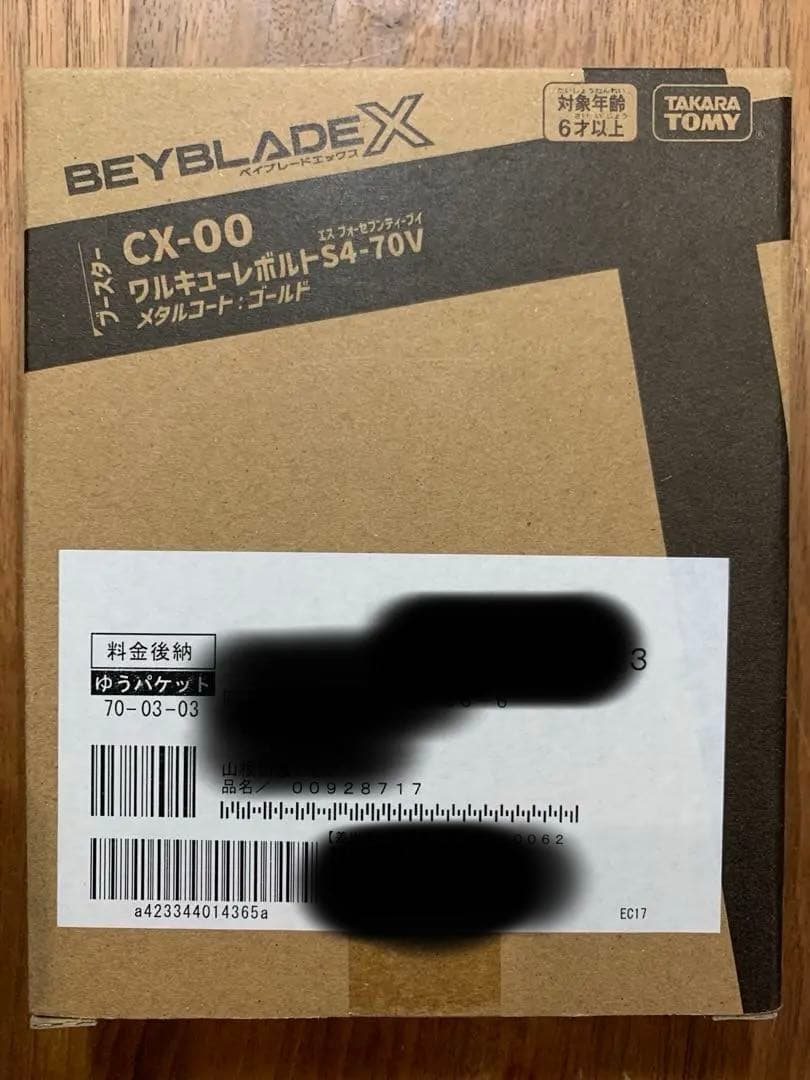 BEYBLADE X
ベイブレードエックス
たいしょうねんれい
対象年齢
さいいじょう
6才以上
TAKARA
TOMY
ブースター
CX-00
エス フォーセブンティーブイ
ワルキューレボルトS4-70V
メタルコート:ゴールド
料金後納
ゆうパケット
70-03-03
3
品名/ 00928717
0062
a423344014365a
EC17